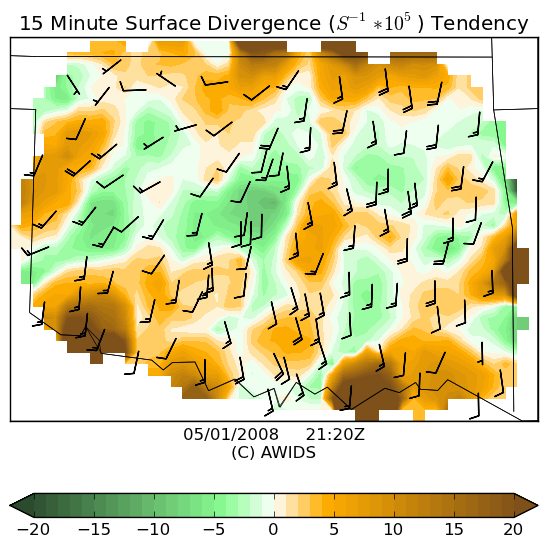 15 Minute Surface Divergence (S⁻¹ *10⁵ ) Tendency
05/01/2008 21:20Z
(C) AWIDS
−20 −15 −10 −5 0 5 10 15 20